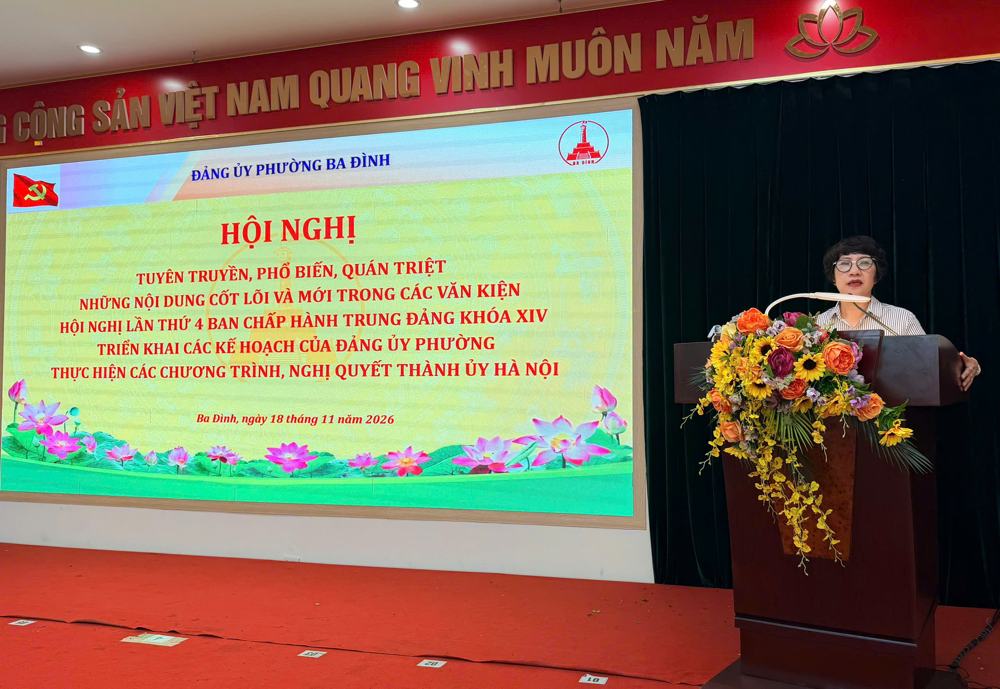 CỘNG SẢN VIỆT NAM QUANG VINH MUÔN NĂM
ĐẢNG ỦY PHƯỜNG BA ĐÌNH
BA ĐÌNH
HỘI NGHỊ
TUYÊN TRUYỀN, PHỔ BIẾN, QUÁN TRIỆT
NHỮNG NỘI DUNG CỐT LÕI VÀ MỚI TRONG CÁC VĂN KIỆN
HỘI NGHỊ LẦN THỨ 4 BAN CHẤP HÀNH TRUNG ĐẢNG KHÓA XIV
TRIỂN KHAI CÁC KẾ HOẠCH CỦA ĐẢNG ỦY PHƯỜNG
THỰC HIỆN CÁC CHƯƠNG TRÌNH, NGHỊ QUYẾT THÀNH ỦY HÀ NỘI
Ba Đình, ngày 18 tháng 11 năm 2026